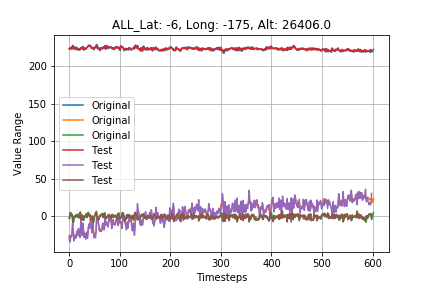 ALL_Lat: -6, Long: -175, Alt: 26406.0
Value Range
200
150
100
50
0
Original
Original
Original
Test
Test
Test
0 100 200 300 400 500 600
Timesteps